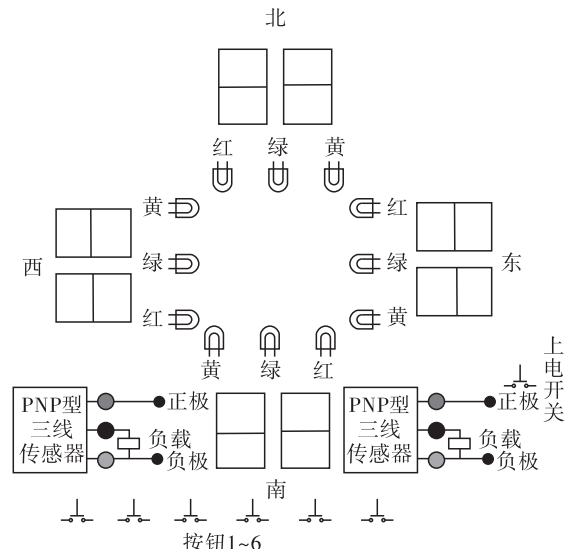 北
红 绿 黄
黄 红
西 绿 绿 东
红 黄
黄 绿 红
上电开关
PNP型
三线
传感器
正极
负载
负极
PNP型
三线
传感器
正极
负载
负极
南
按钮1~6